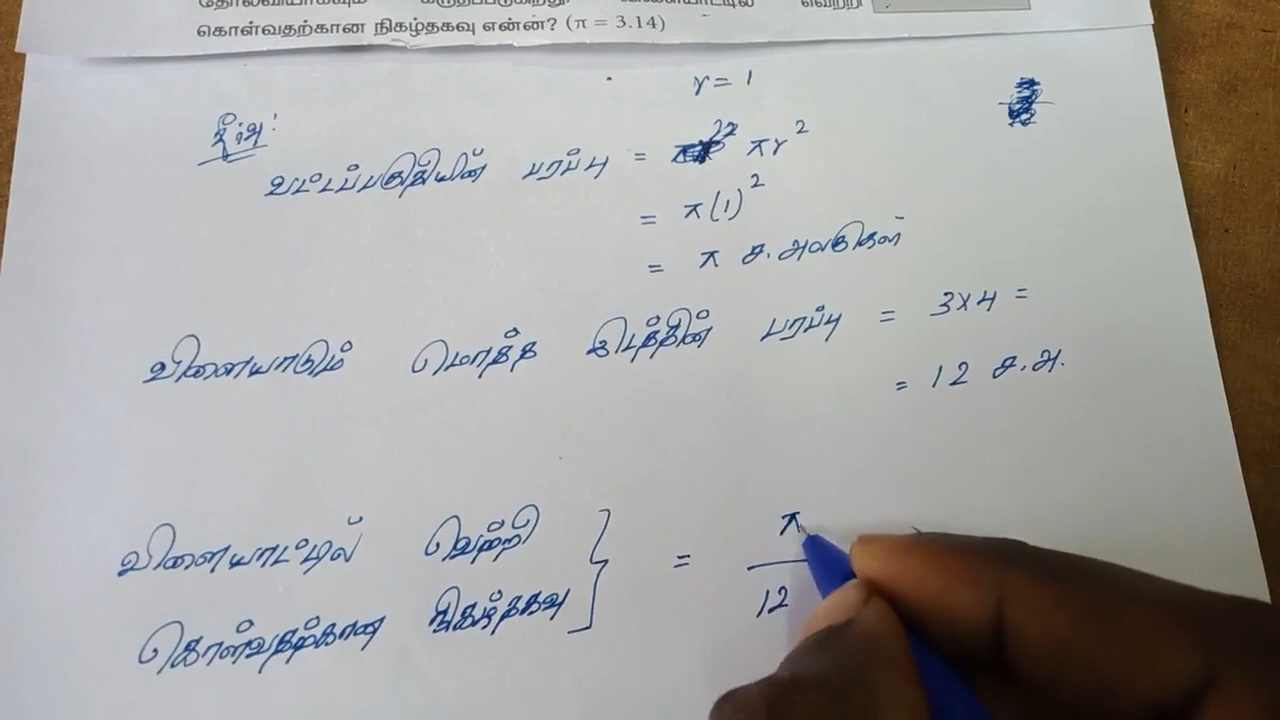 கொள்வதற்கான நிகழ்தகவு என்ன? (π = 3.14)
r = 1
தீர்வு:
வட்டப்பகுதியின் பரப்பு = πr²
= π(1)²
= π ச. அலகுகள்
விளையாடும் மொத்த இடத்தின் பரப்பு = 3×4 =
= 12 ச.அ.
விளையாட்டில் வெற்றி
கொள்வதற்கான நிகழ்தகவு } = π/12